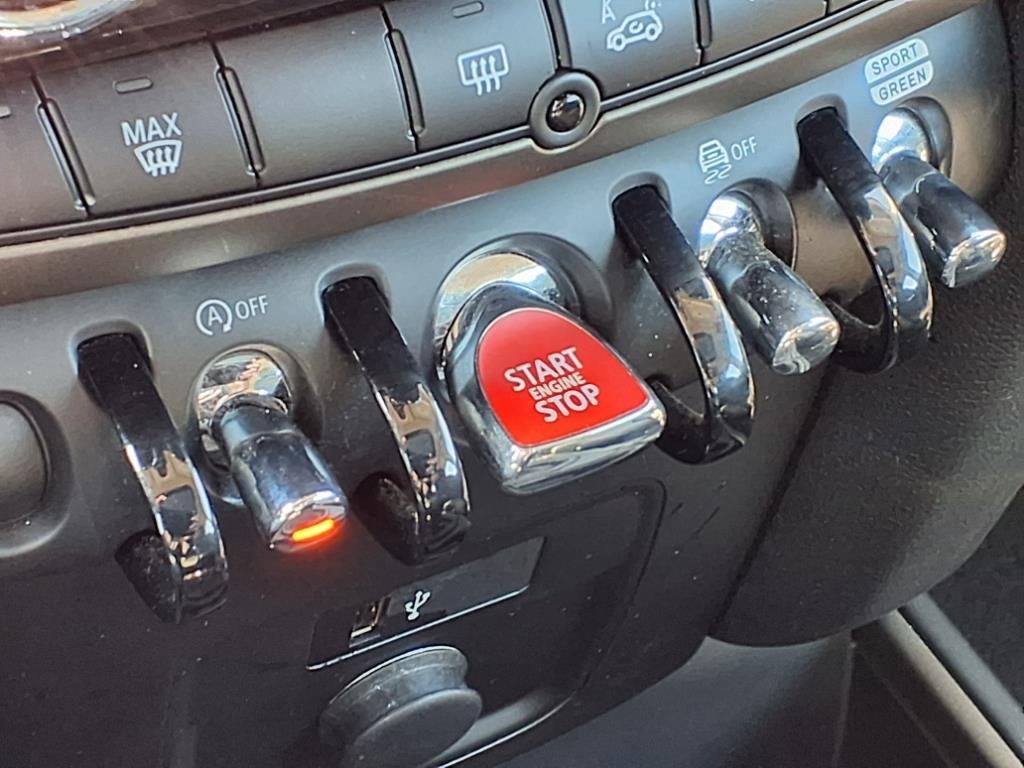 MAX
A
SPORT
GREEN
OFF
A OFF
START
ENGINE
STOP